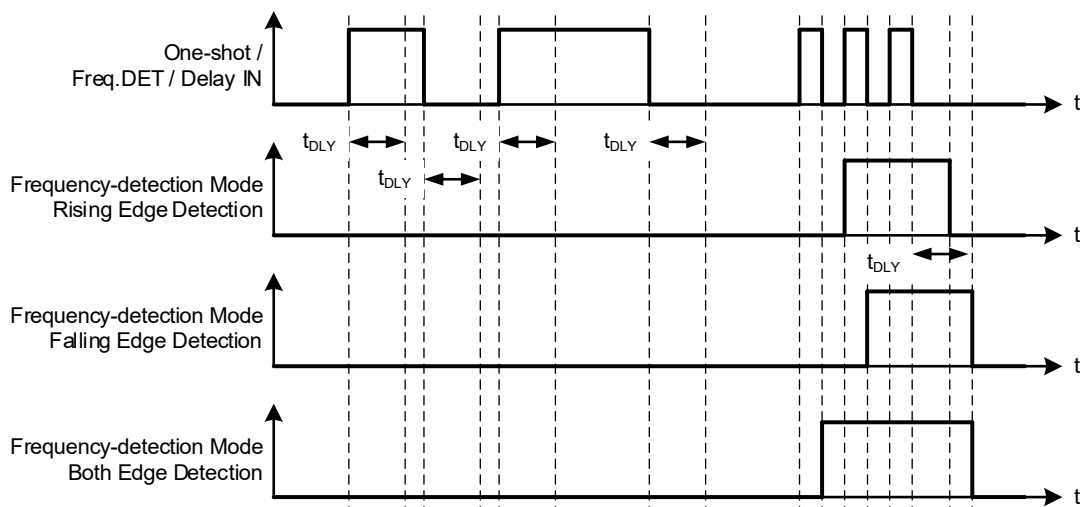 One-shot /
Freq.DET / Delay IN
t
tDLY
tDLY
tDLY
tDLY
Frequency-detection Mode
Rising Edge Detection
t
tDLY
Frequency-detection Mode
Falling Edge Detection
t
Frequency-detection Mode
Both Edge Detection
t